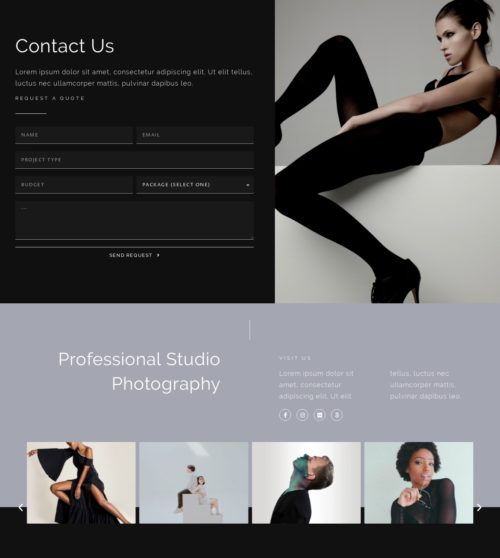 Contact Us
Lorem ipsum dolor sit amet, consectetur adipiscing elit. Ut elit tellus,
luctus nec ullamcorper mattis, pulvinar dapibus leo.
REQUEST A QUOTE
NAME
EMAIL
PROJECT TYPE
BUDGET
PACKAGE (SELECT ONE)
...
SEND REQUEST
Professional Studio
Photography
VISIT US
Lorem ipsum dolor sit
amet, consectetur
adipiscing elit. Ut elit
tellus, luctus nec
ullamcorper mattis,
pulvinar dapibus leo.